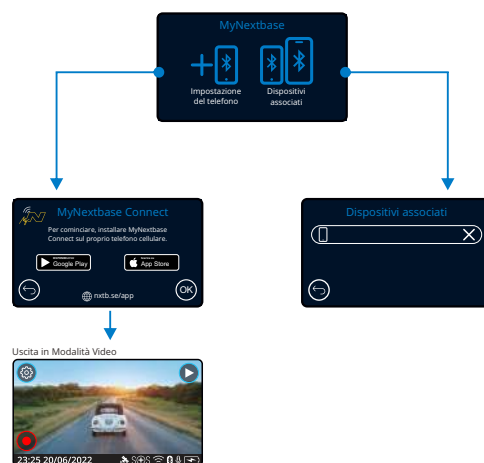 MyNextbase
Impostazione
del telefono
Dispositivi
associati
MyNextbase Connect
Per cominciare, installare MyNextbase
Connect sul proprio telefono cellulare.
Google Play
App Store
nxtb.se/app
OK
Dispositivi associati
Uscita in Modalità Video
23:25 20/06/2022 SOS